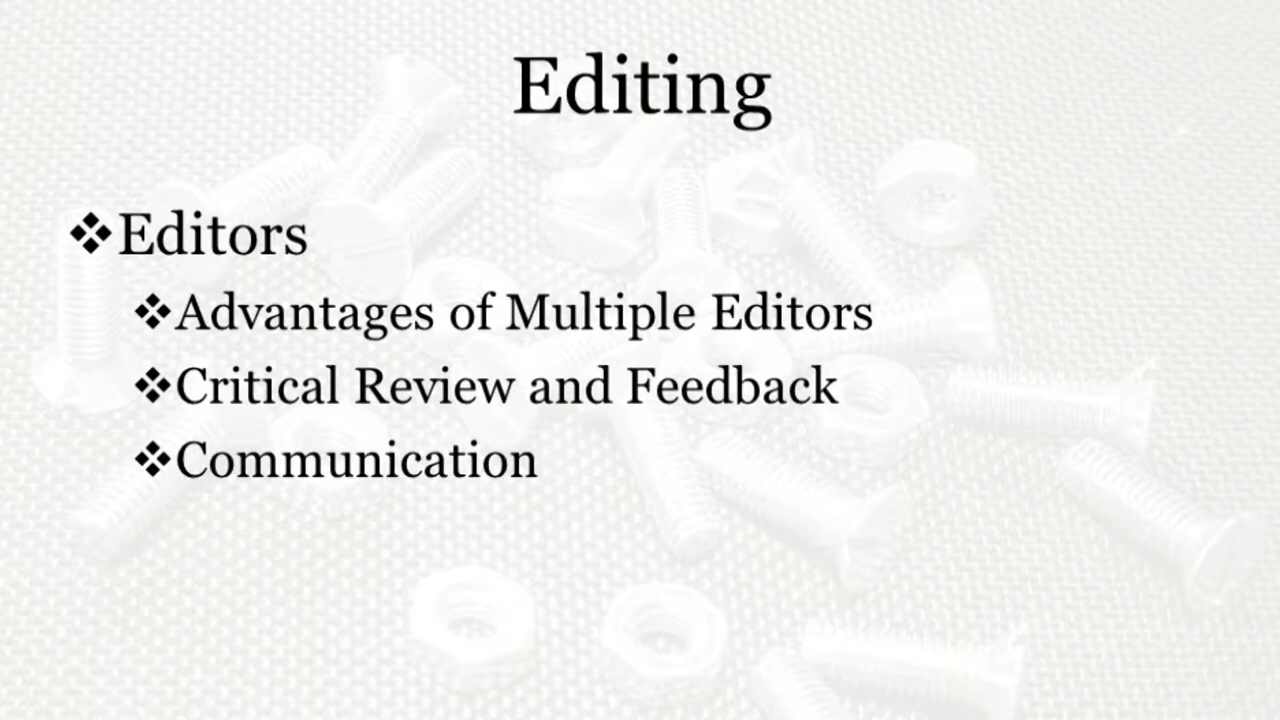 Editing
❖Editors
❖Advantages of Multiple Editors
❖Critical Review and Feedback
❖Communication